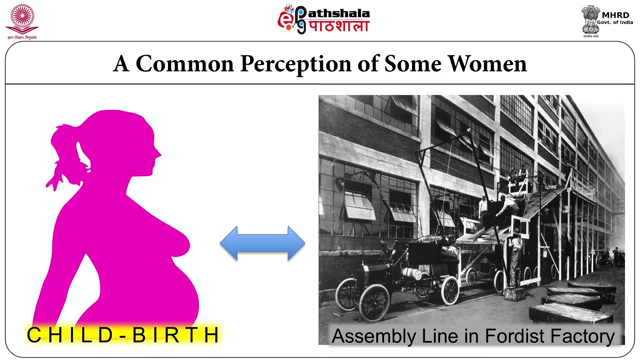 Pathshala
पाठशाला
MHRD
Govt. of India
A Common Perception of Some Women
CHILD-BIRTH
Assembly Line in Fordist Factory